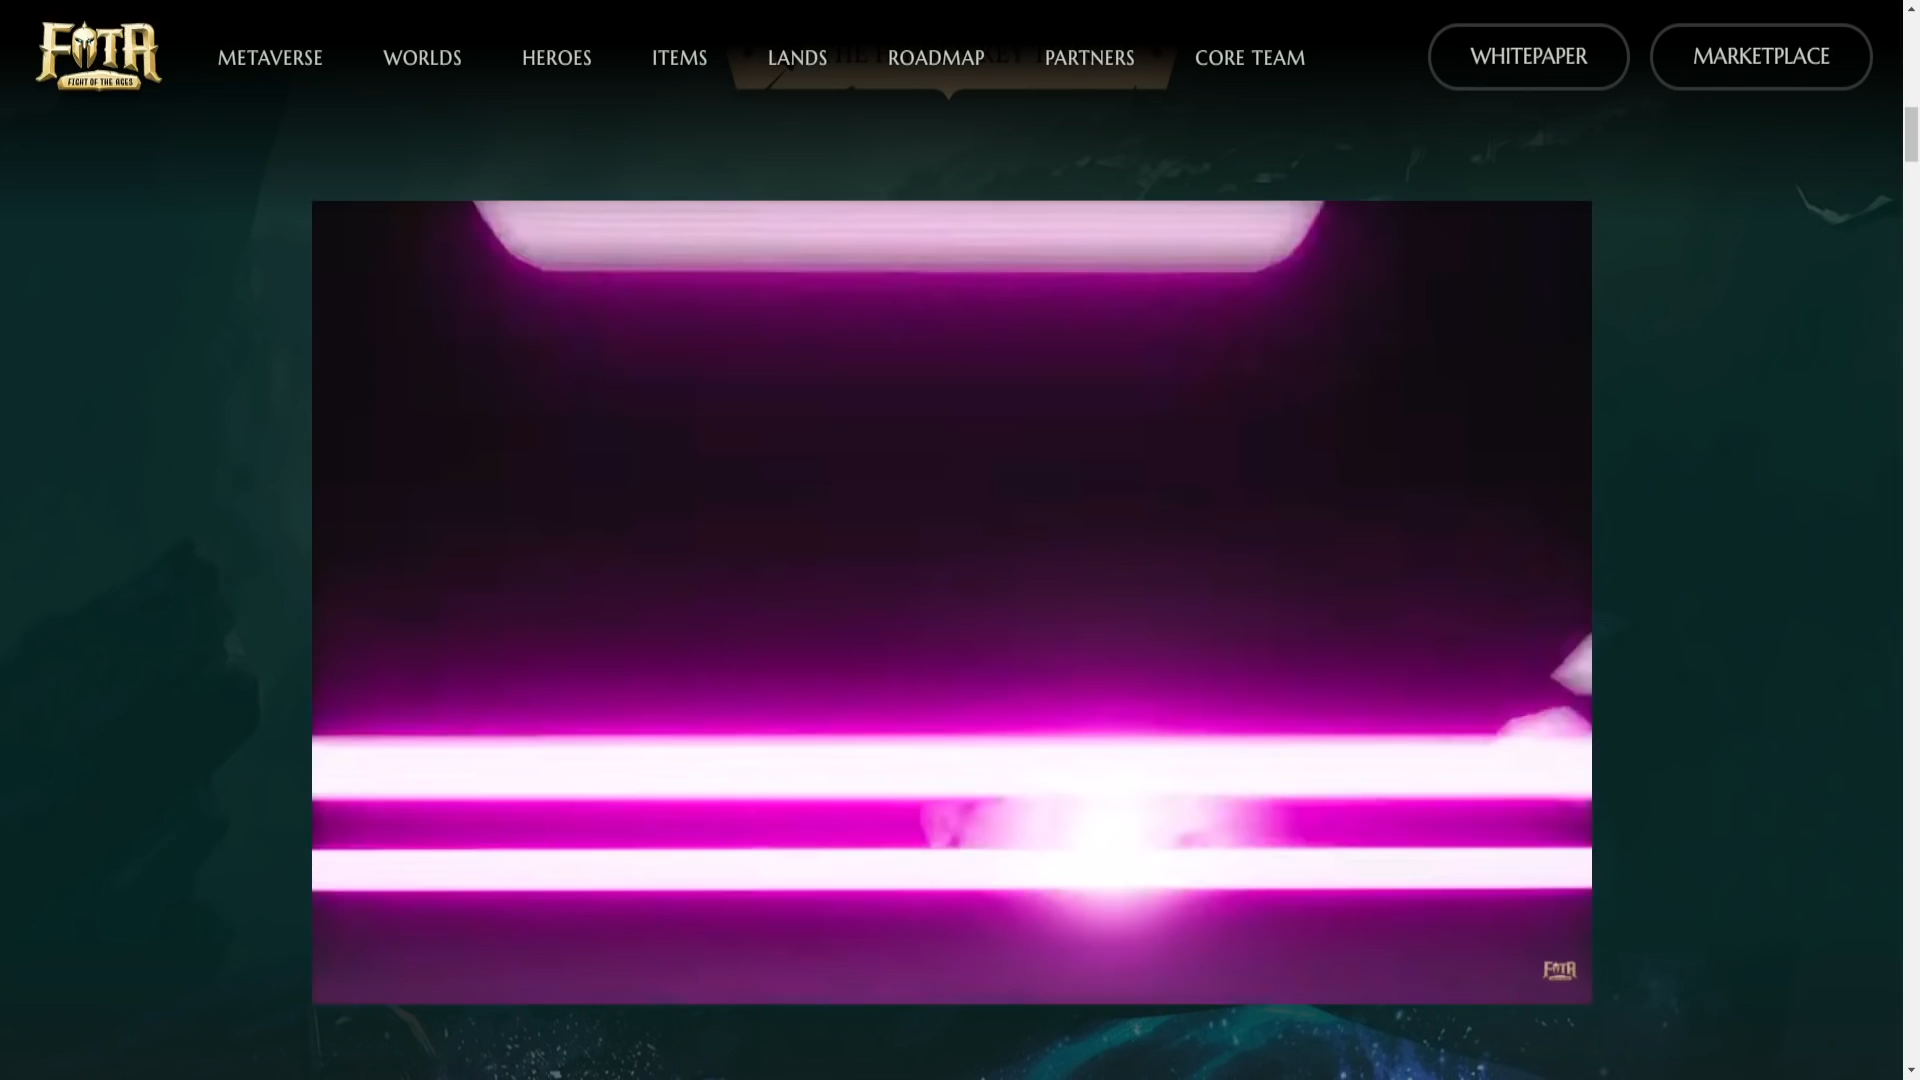 FOTA
FIGHT OF THE AGES
METAVERSE
WORLDS
HEROES
ITEMS
LANDS
ROADMAP
PARTNERS
CORE TEAM
WHITEPAPER
MARKETPLACE
FOTA